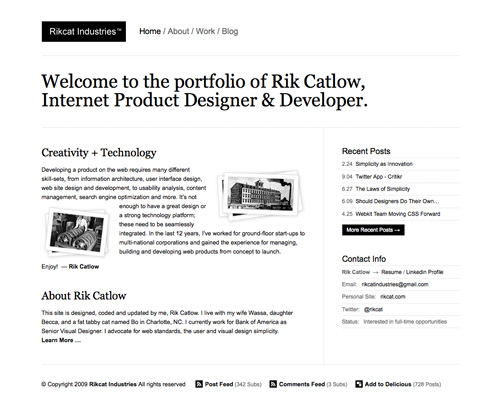 Rikcat Industries™
Home / About / Work / Blog
Welcome to the portfolio of Rik Catlow,
Internet Product Designer & Developer.
Creativity + Technology
Developing a product on the web requires many different
skill-sets, from information architecture, user interface design,
web site design and development, to usability analysis, content
management, search engine optimization and more. It's not
enough to have a great design or
a strong technology platform;
these need to be seamlessly
integrated. In the last 12 years, I've worked for ground-floor start-ups to
multi-national corporations and gained the experience for managing,
building and developing web products from concept to launch.
Enjoy! — Rik Catlow
About Rik Catlow
This site is designed, coded and updated by me, Rik Catlow. I live with my wife Wassa, daughter
Becca, and a fat tabby cat named Bo in Charlotte, NC. I currently work for Bank of America as
Senior Visual Designer. I advocate for web standards, the user and visual design simplicity.
Learn More ...
Recent Posts
2.24 Simplicity as Innovation
9.04 Twitter App - Critikr
6.27 The Laws of Simplicity
6.09 Should Designers Do Their Own…
4.25 Webkit Team Moving CSS Forward
More Recent Posts →
Contact Info
Rik Catlow → Resume / Linkedin Profile
Email: rikcatindustries@gmail.com
Personal Site: rikcat.com
Twitter: @rikcat
Status: Interested in full-time opportunities
© Copyright 2009 Rikcat Industries All rights reserved
Post Feed (342 Subs)
Comments Feed (3 Subs)
Add to Delicious (728 Posts)